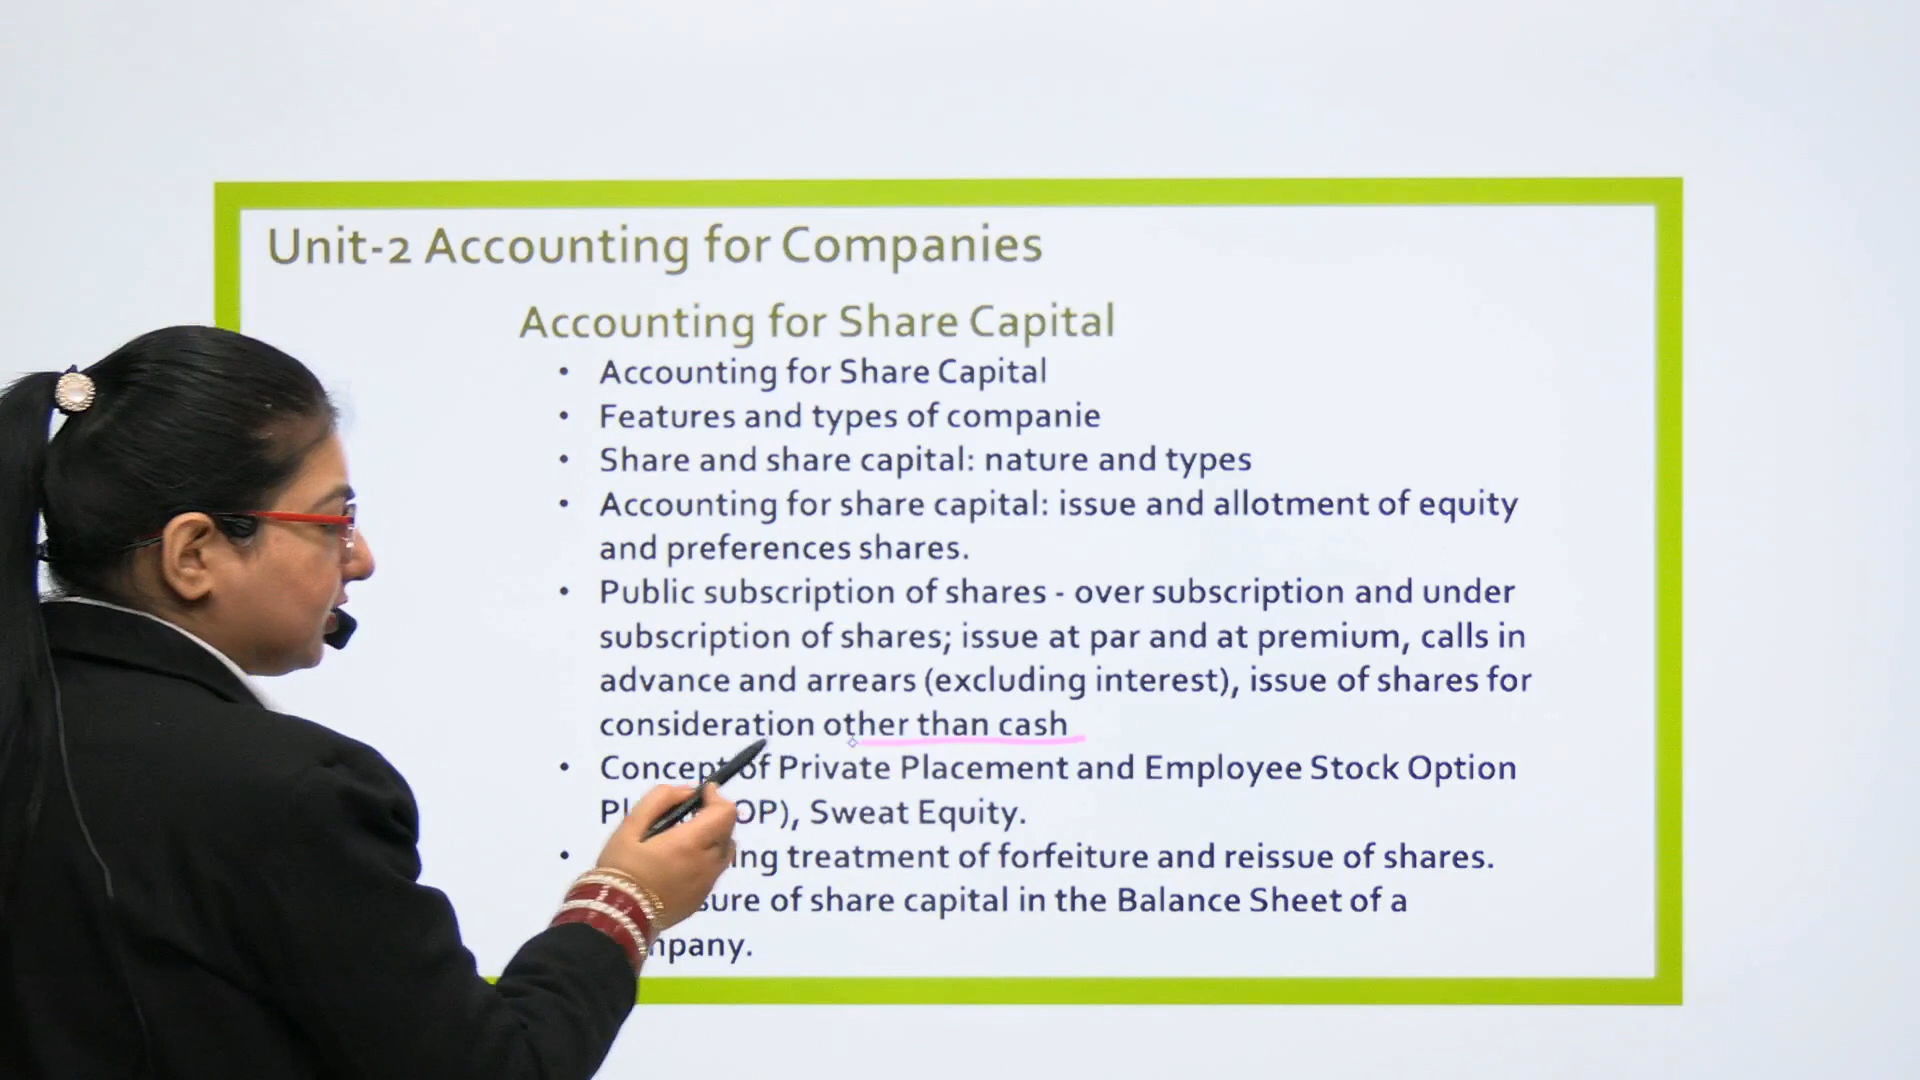 Unit-2 Accounting for Companies
Accounting for Share Capital
• Accounting for Share Capital
• Features and types of companie
• Share and share capital: nature and types
• Accounting for share capital: issue and allotment of equity
and preferences shares.
• Public subscription of shares - over subscription and under
subscription of shares; issue at par and at premium, calls in
advance and arrears (excluding interest), issue of shares for
consideration other than cash
• Concept of Private Placement and Employee Stock Option
Sweat Equity.
• treatment of forfeiture and reissue of shares.
of share capital in the Balance Sheet of a